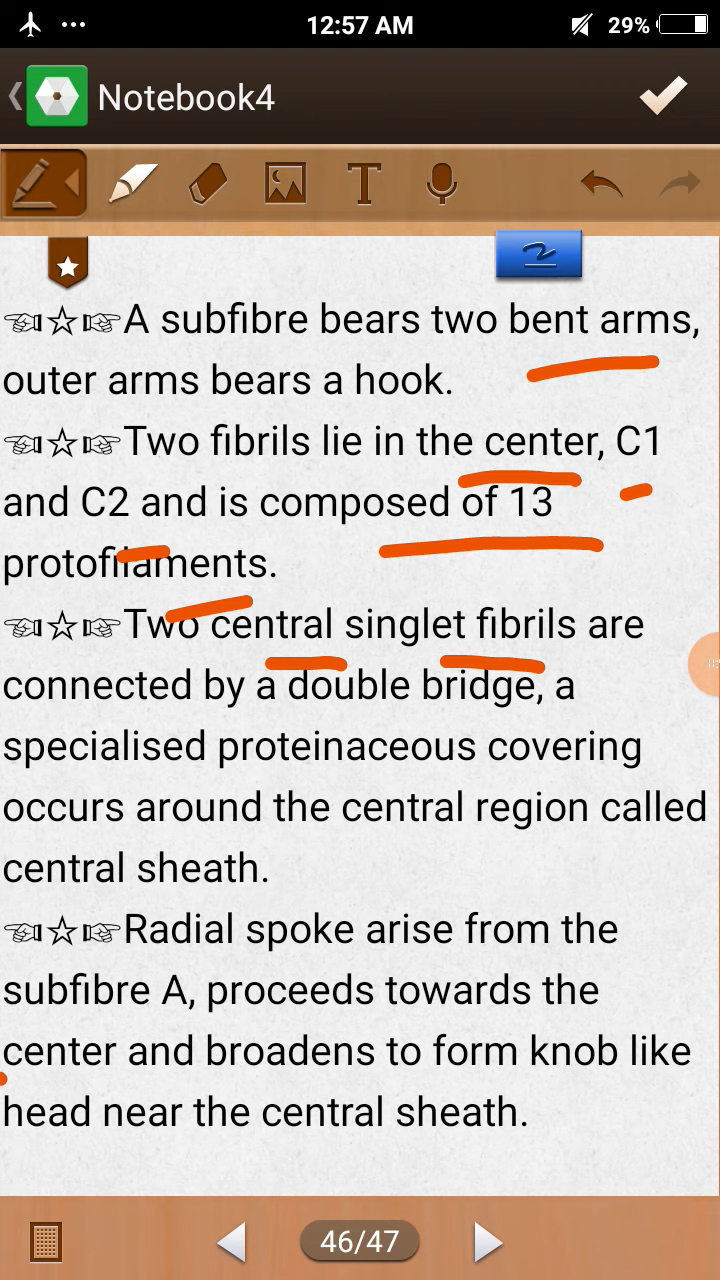 12:57 AM 29%
Notebook4
☜☆☞A subfibre bears two bent arms,
outer arms bears a hook.
☜☆☞Two fibrils lie in the center, C1
and C2 and is composed of 13
protofilaments.
☜☆☞Two central singlet fibrils are
connected by a double bridge, a
specialised proteinaceous covering
occurs around the central region called
central sheath.
☜☆☞Radial spoke arise from the
subfibre A, proceeds towards the
center and broadens to form knob like
head near the central sheath.
46/47